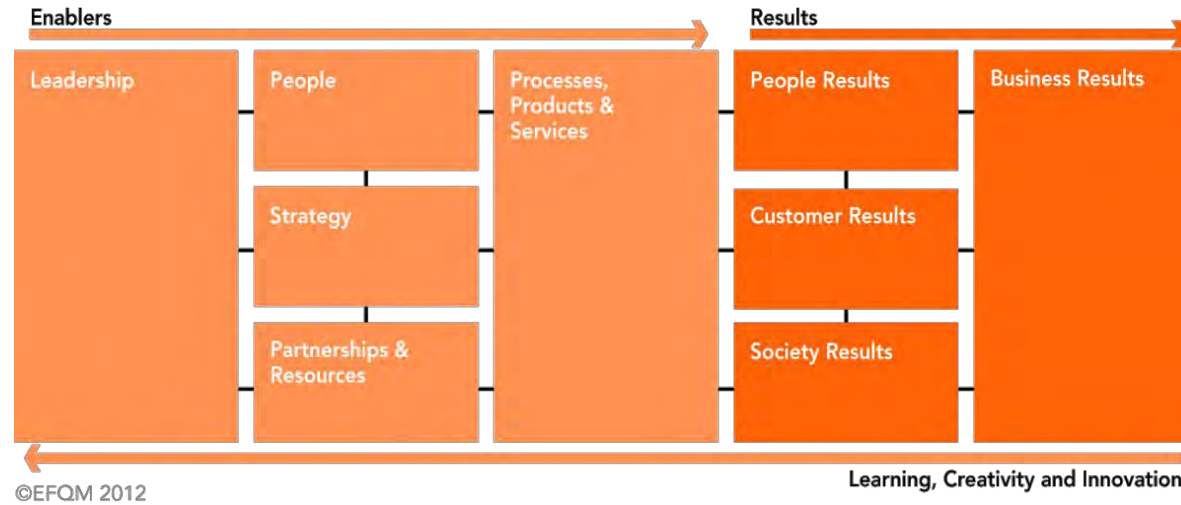 Enablers
Results
Leadership
People
Processes,
Products &
Services
People Results
Business Results
Strategy
Customer Results
Partnerships &
Resources
Society Results
Learning, Creativity and Innovation
©EFQM 2012